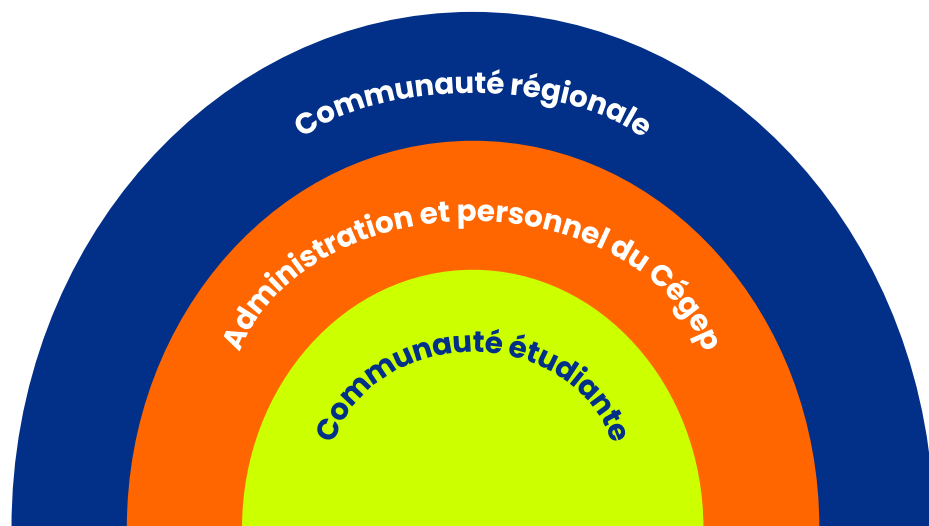 Communauté régionale
Administration et personnel du Cégep
Communauté étudiante